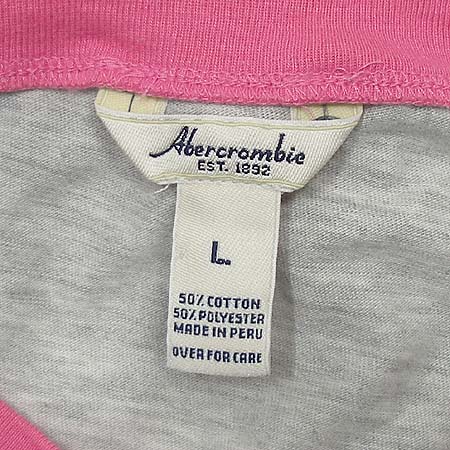 Abercrombie
EST. 1892
L
50% COTTON
50% POLYESTER
MADE IN PERU
OVER FOR CARE